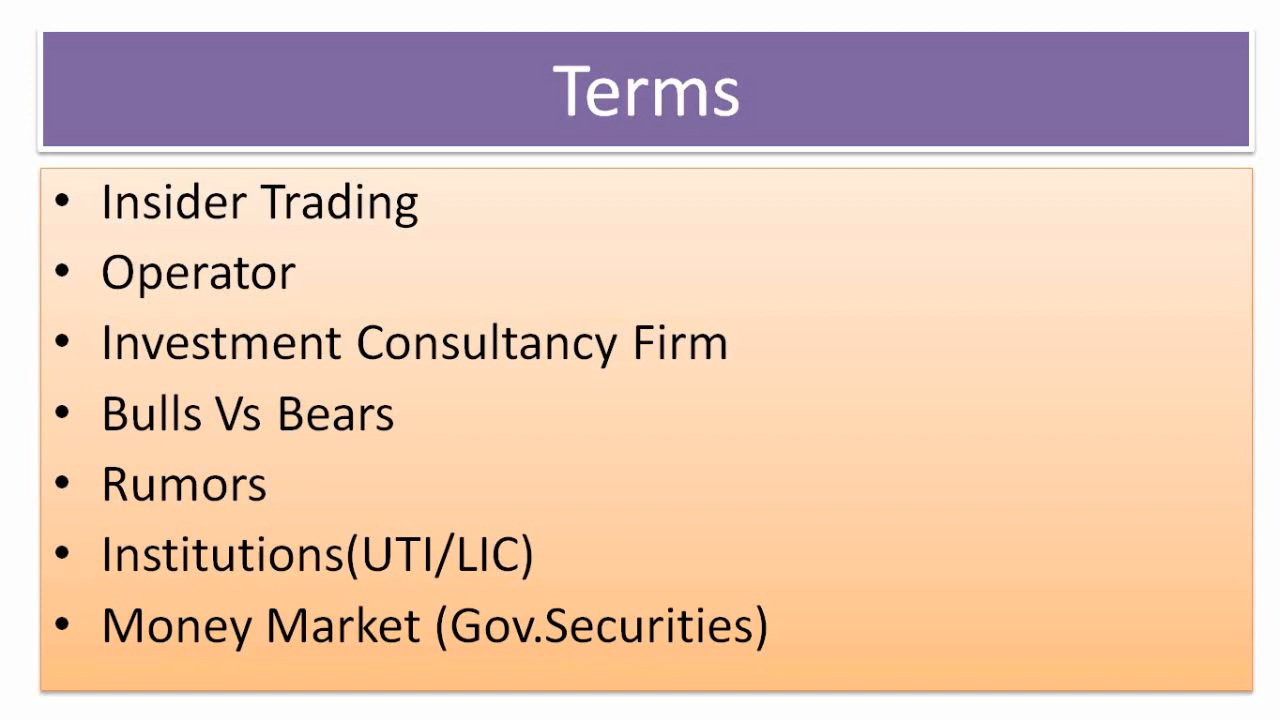 Terms
• Insider Trading
• Operator
• Investment Consultancy Firm
• Bulls Vs Bears
• Rumors
• Institutions(UTI/LIC)
• Money Market (Gov.Securities)